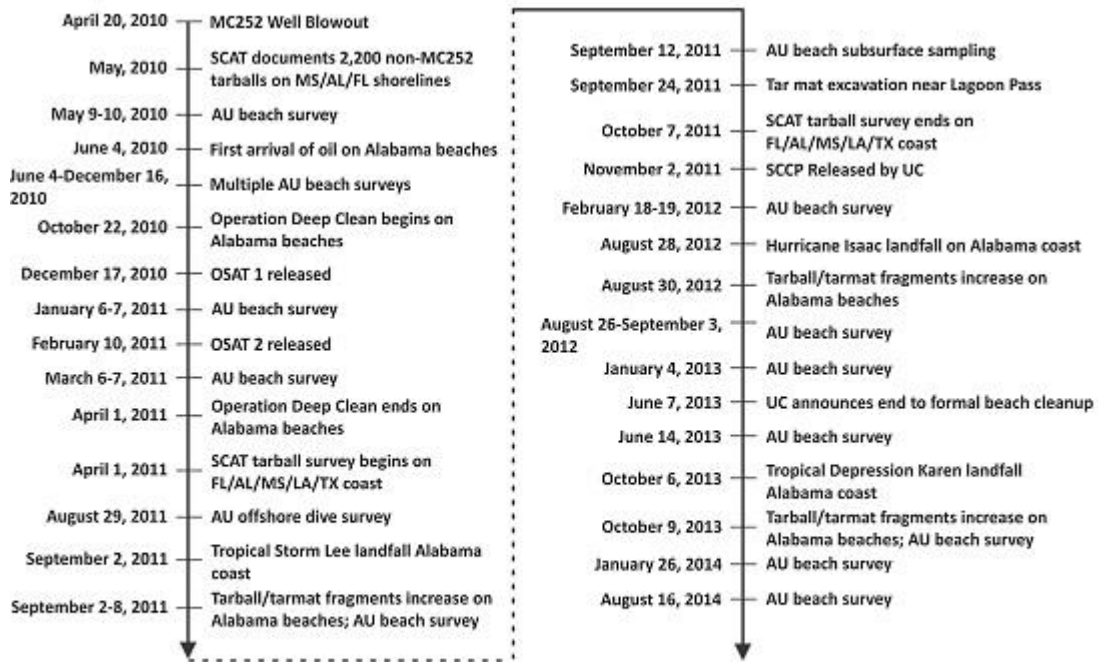 April 20, 2010 MC252 Well Blowout
May, 2010 SCAT documents 2,200 non-MC252
tarballs on MS/AL/FL shorelines
May 9-10, 2010 AU beach survey
June 4, 2010 First arrival of oil on Alabama beaches
June 4-December 16,
2010 Multiple AU beach surveys
October 22, 2010 Operation Deep Clean begins on
Alabama beaches
December 17, 2010 OSAT 1 released
January 6-7, 2011 AU beach survey
February 10, 2011 OSAT 2 released
March 6-7, 2011 AU beach survey
April 1, 2011 Operation Deep Clean ends on
Alabama beaches
April 1, 2011 SCAT tarball survey begins on
FL/AL/MS/LA/TX coast
August 29, 2011 AU offshore dive survey
September 2, 2011 Tropical Storm Lee landfall Alabama
coast
September 2-8, 2011 Tarball/tarmat fragments increase on
Alabama beaches; AU beach survey
September 12, 2011 AU beach subsurface sampling
September 24, 2011 Tar mat excavation near Lagoon Pass
October 7, 2011 SCAT tarball survey ends on
FL/AL/MS/LA/TX coast
November 2, 2011 SCCP Released by UC
February 18-19, 2012 AU beach survey
August 28, 2012 Hurricane Isaac landfall on Alabama coast
August 30, 2012 Tarball/tarmat fragments increase on
Alabama beaches
August 26-September 3,
2012 AU beach survey
January 4, 2013 AU beach survey
June 7, 2013 UC announces end to formal beach cleanup
June 14, 2013 AU beach survey
October 6, 2013 Tropical Depression Karen landfall
Alabama coast
October 9, 2013 Tarball/tarmat fragments increase on
Alabama beaches; AU beach survey
January 26, 2014 AU beach survey
August 16, 2014 AU beach survey